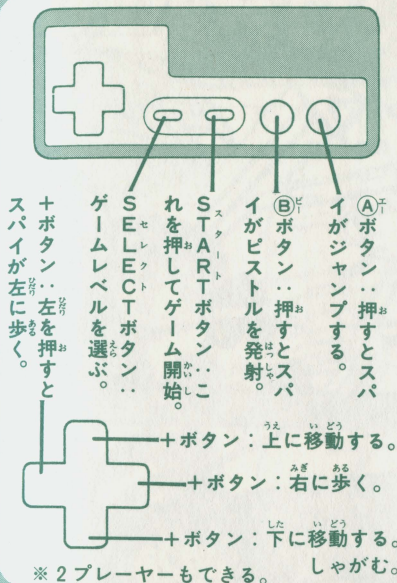 Ⓐボタン：押すとスパ
イがジャンプする。
Ⓑボタン：押すとスパ
イがピストルを発射。
STARTボタン：こ
れを押してゲーム開始。
SELECTボタン：
ゲームレベルを選ぶ。
＋ボタン：左を押すと
スパイが左に歩く。
＋ボタン：上に移動する。
＋ボタン：右に歩く。
＋ボタン：下に移動する。
しゃがむ。
※2プレーヤーもできる。